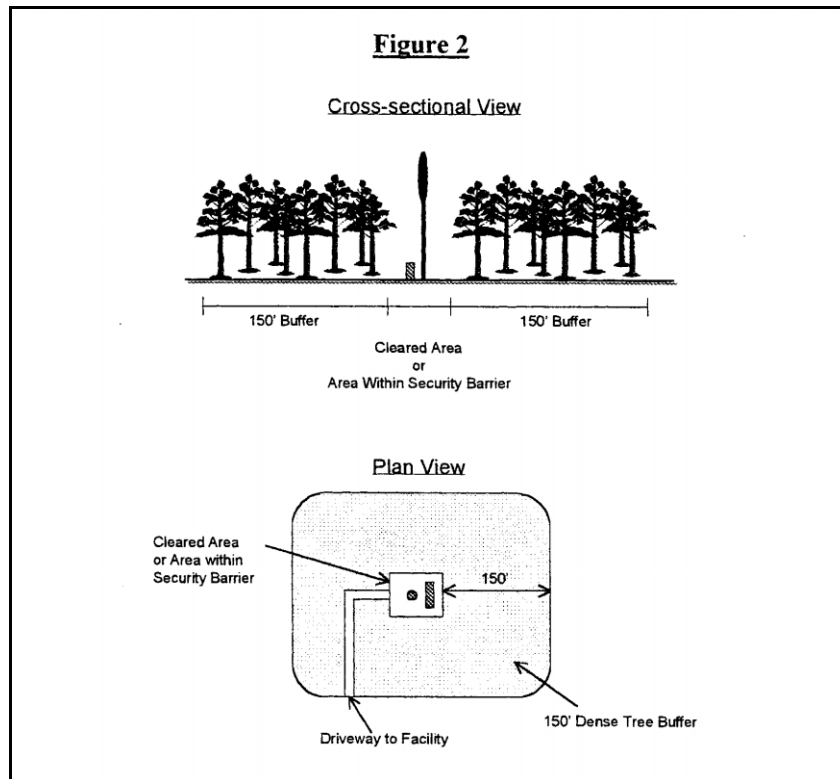 Figure 2
Cross-sectional View
150' Buffer
150' Buffer
Cleared Area
or
Area Within Security Barrier
Plan View
Cleared Area
or Area within
Security Barrier
150'
150' Dense Tree Buffer
Driveway to Facility